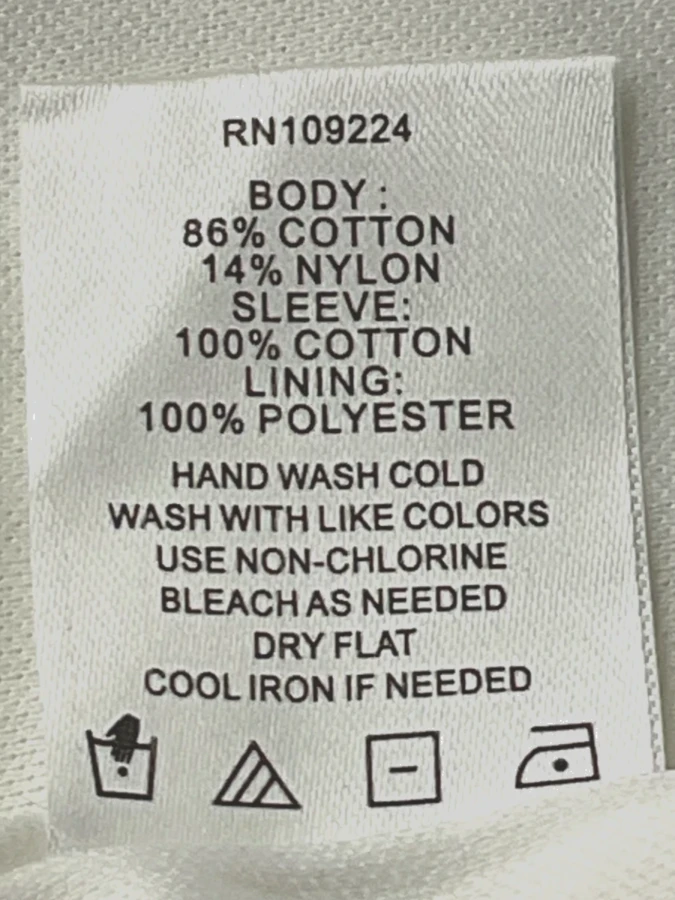 RN109224
BODY :
86% COTTON
14% NYLON
SLEEVE:
100% COTTON
LINING:
100% POLYESTER
HAND WASH COLD
WASH WITH LIKE COLORS
USE NON-CHLORINE
BLEACH AS NEEDED
DRY FLAT
COOL IRON IF NEEDED